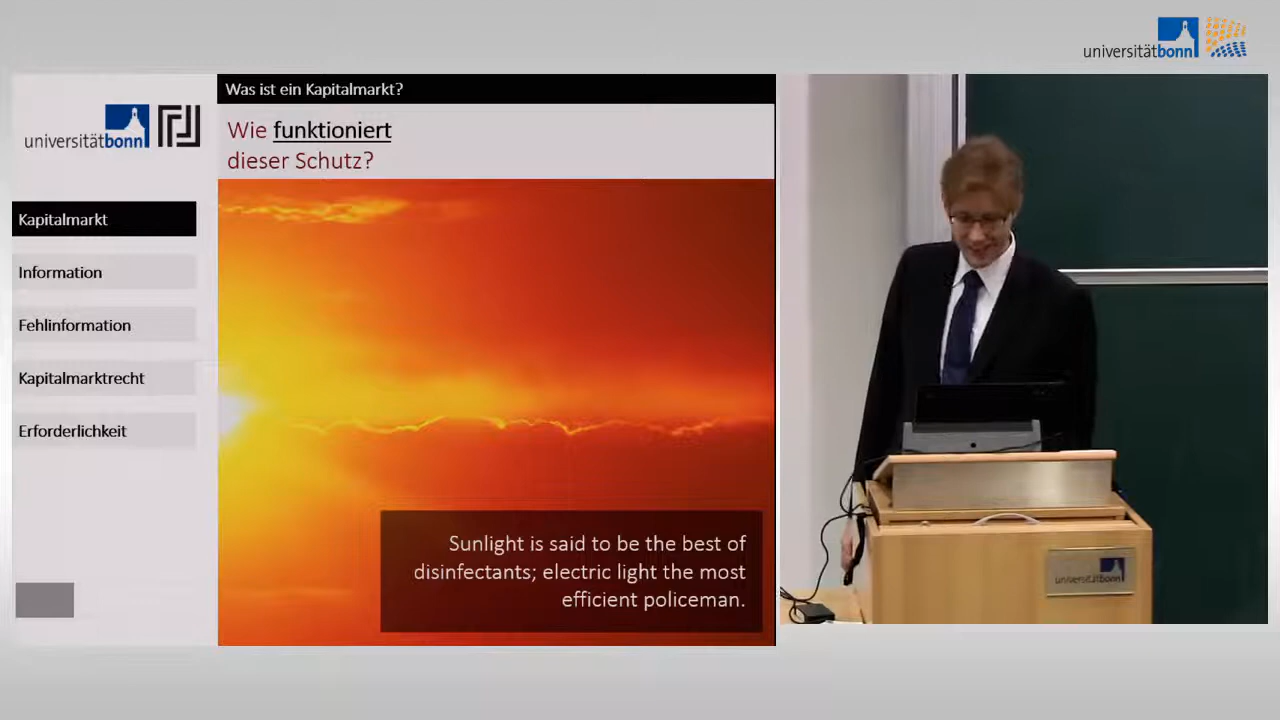 universitätbonn
universitätbonn
Was ist ein Kapitalmarkt?
Wie funktioniert
dieser Schutz?
Kapitalmarkt
Information
Fehlinformation
Kapitalmarktrecht
Erforderlichkeit
Sunlight is said to be the best of
disinfectants; electric light the most
efficient policeman.
universitätbonn